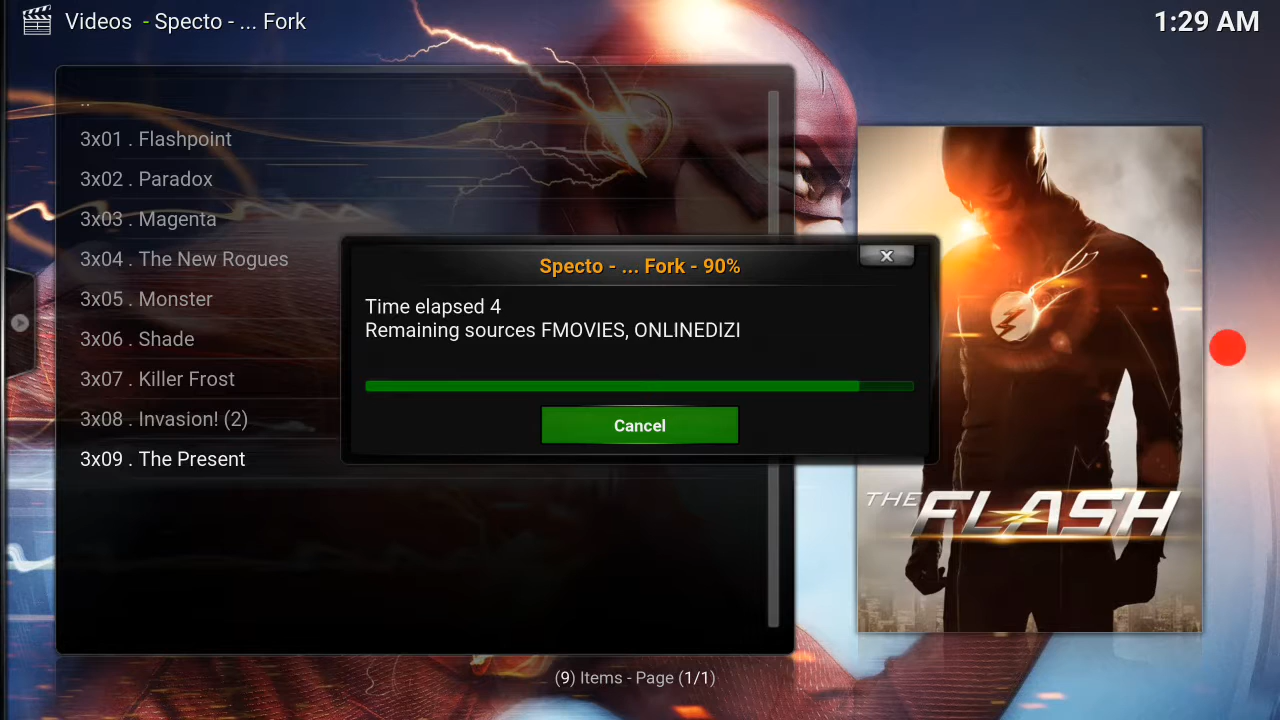 Videos - Specto - ... Fork
1:29 AM
..
3x01 . Flashpoint
3x02 . Paradox
3x03 . Magenta
3x04 . The New Rogues
3x05 . Monster
3x06 . Shade
3x07 . Killer Frost
3x08 . Invasion! (2)
3x09 . The Present
Specto - ... Fork - 90%
Time elapsed 4
Remaining sources FMOVIES, ONLINEDIZI
Cancel
THE FLASH
(9) Items - Page (1/1)